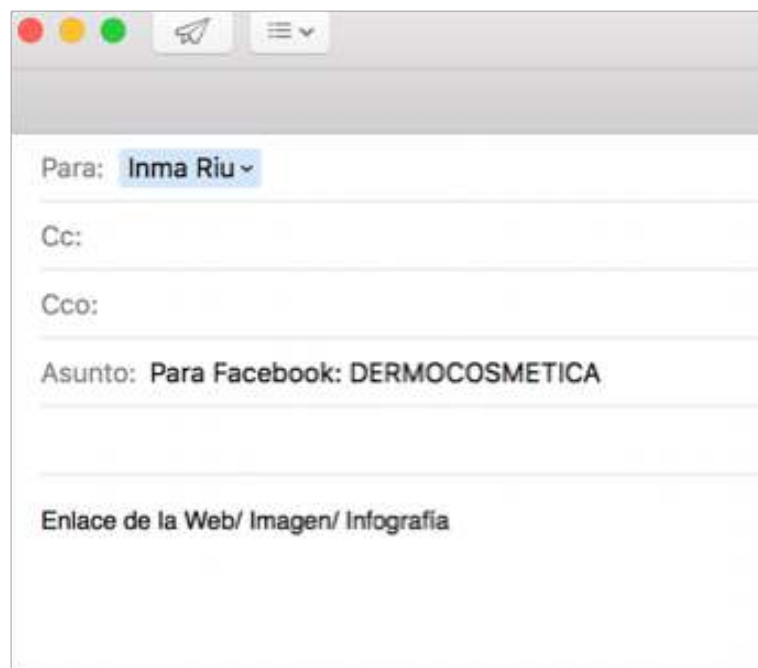 Para: Inma Riu
Cc:
Cco:
Asunto: Para Facebook: DERMOCOSMETICA
Enlace de la Web/ Imagen/ Infografía